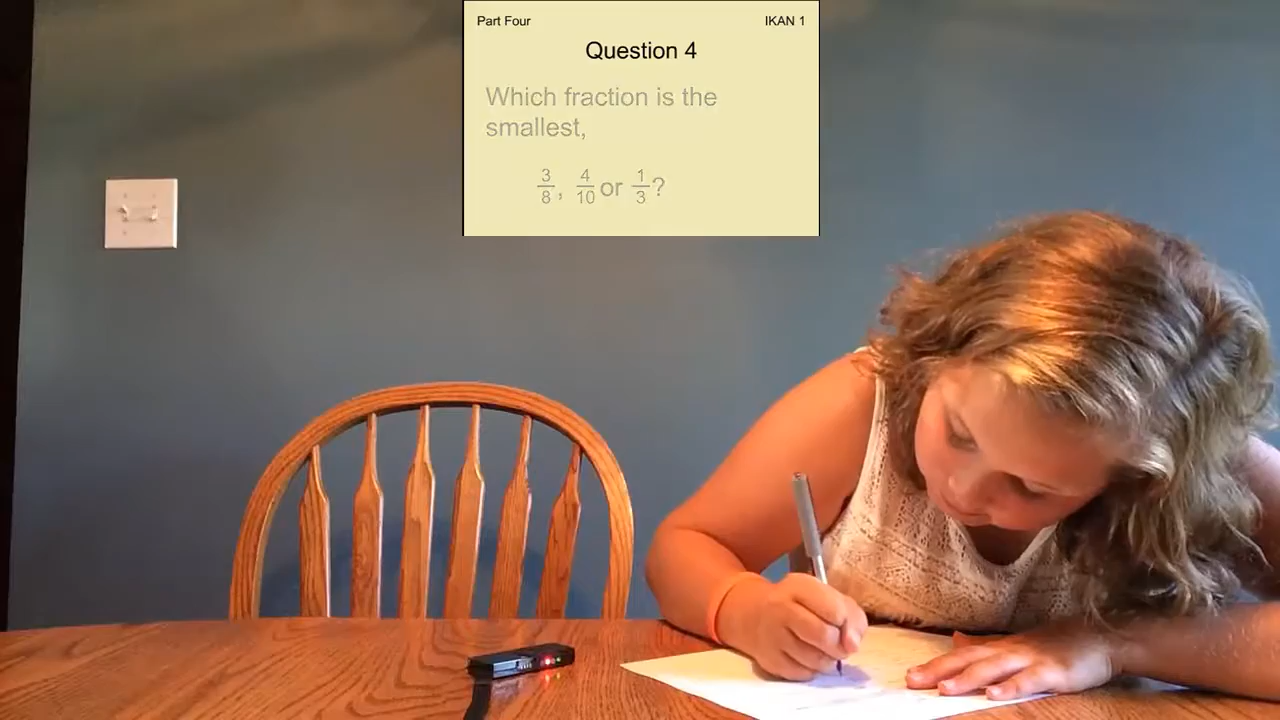 Part Four IKAN 1
Question 4
Which fraction is the
smallest,
3/8, 4/10 or 1/3?